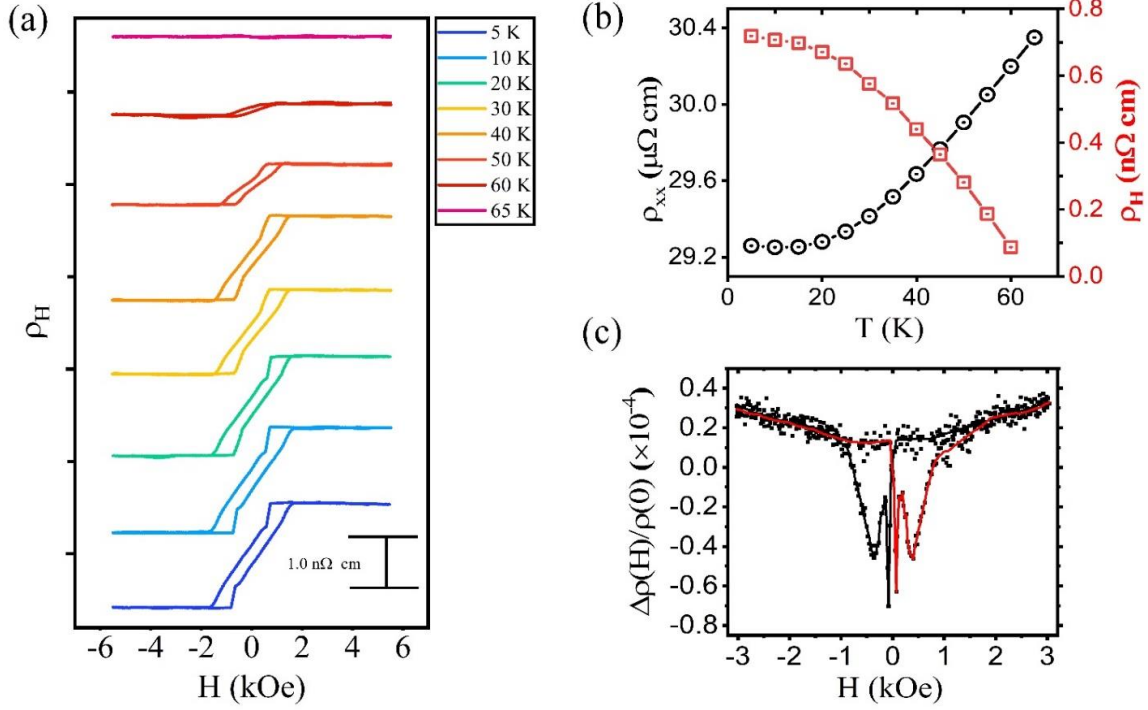 (a)
ρH
5 K
10 K
20 K
30 K
40 K
50 K
60 K
65 K
1.0 nΩ cm
-6 -4 -2 0 2 4 6
H (kOe)
(b)
30.4
30.0
29.6
29.2
ρxx (μΩ cm)
0.8
0.6
0.4
0.2
0.0
ρH (nΩ cm)
0 20 40 60
T (K)
(c)
0.4
0.2
0.0
-0.2
-0.4
-0.6
-0.8
Δρ(H)/ρ(0) (×10⁻⁴)
-3 -2 -1 0 1 2 3
H (kOe)